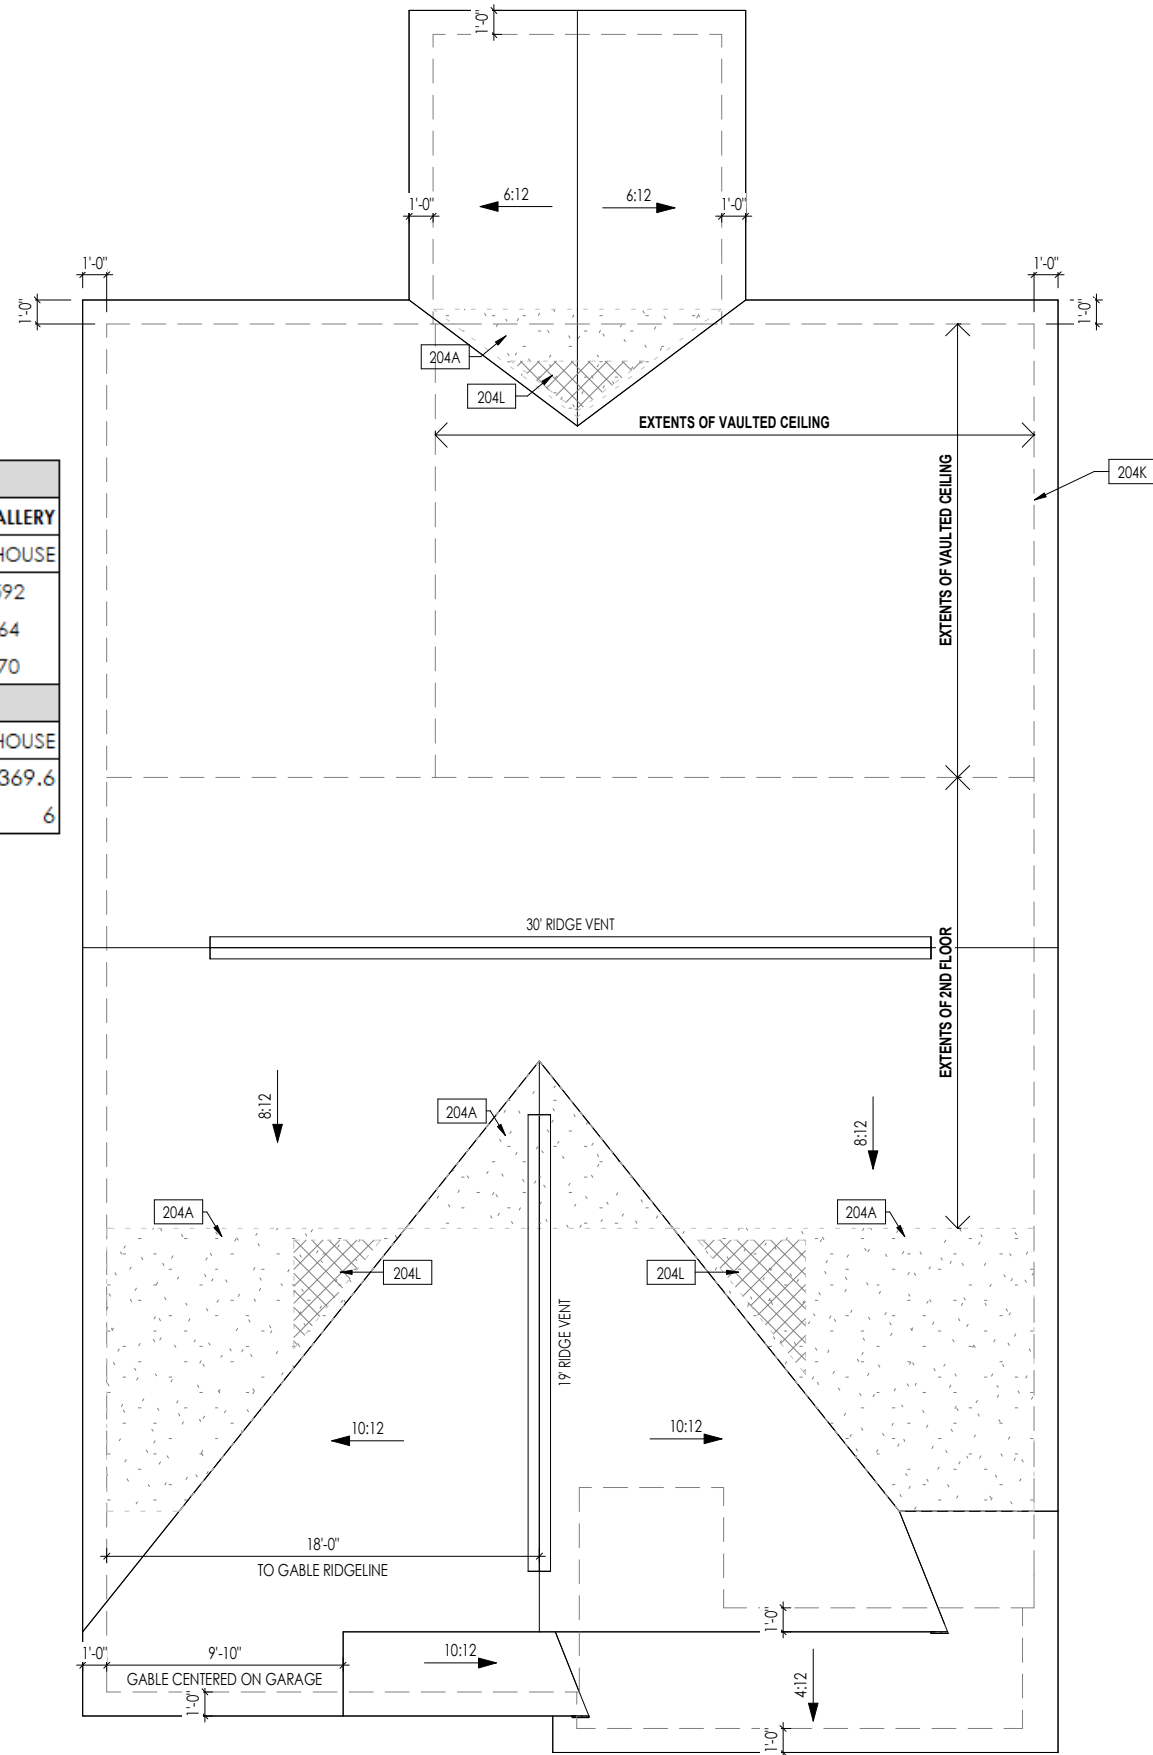 1'-0"
6:12
6:12
1'-0"
1'-0"
1'-0"
1'-0"
1'-0"
1'-0"
204A
204L
EXTENTS OF VAULTED CEILING
EXTENTS OF VAULTED CEILING
204K
ALLERY
HOUSE
592
64
70
HOUSE
369.6
6
30' RIDGE VENT
EXTENTS OF 2ND FLOOR
8:12
204A
8:12
204A
204A
204L
204L
19' RIDGE VENT
10:12
10:12
18'-0"
TO GABLE RIDGELINE
1'-0"
1'-0"
9'-10"
10:12
GABLE CENTERED ON GARAGE
1'-0"
4:12
1'-0"